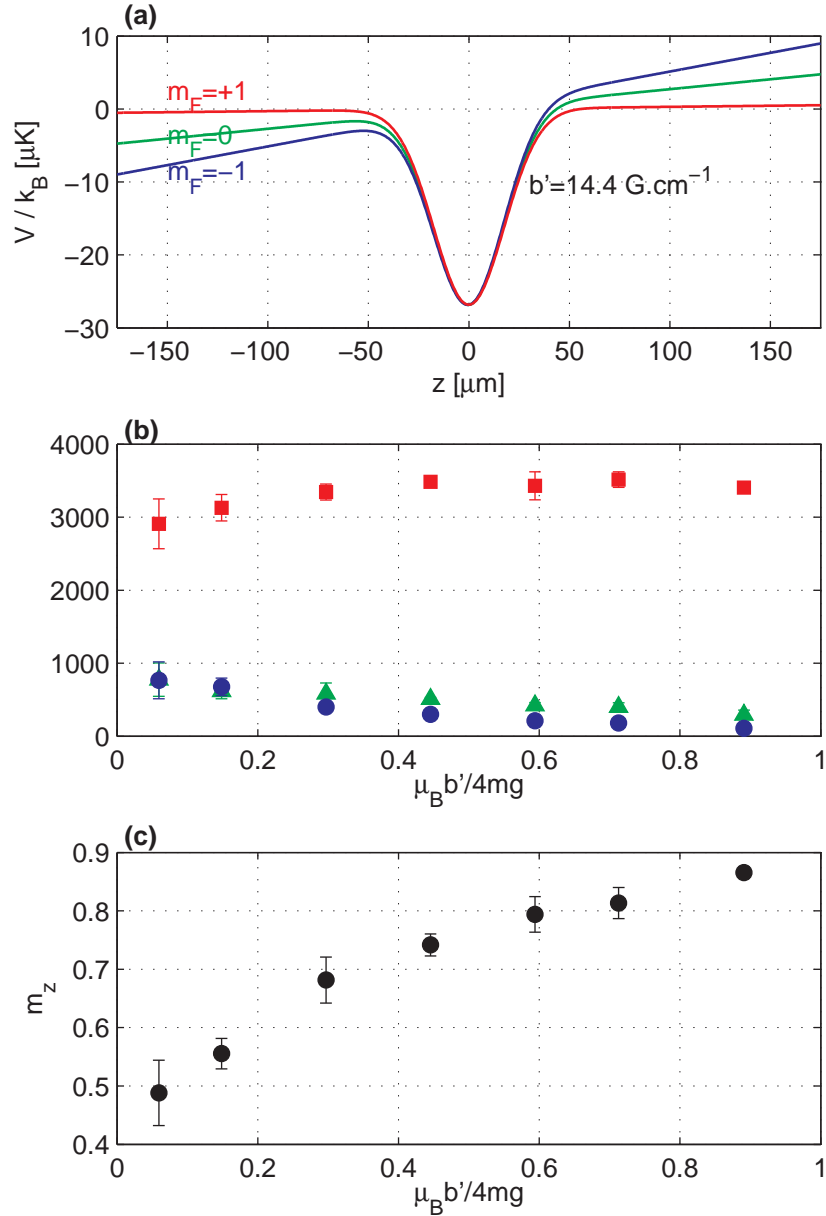 (a)
10
0
−10
−20
−30
V / k_B [μK]
m_F=+1
m_F=0
m_F=−1
b'=14.4 G.cm⁻¹
−150 −100 −50 0 50 100 150
z [μm]
(b)
4000
3000
2000
1000
0
0 0.2 0.4 0.6 0.8 1
μ_B b'/4mg
(c)
0.9
0.8
0.7
0.6
0.5
0.4
m_z
0 0.2 0.4 0.6 0.8 1
μ_B b'/4mg